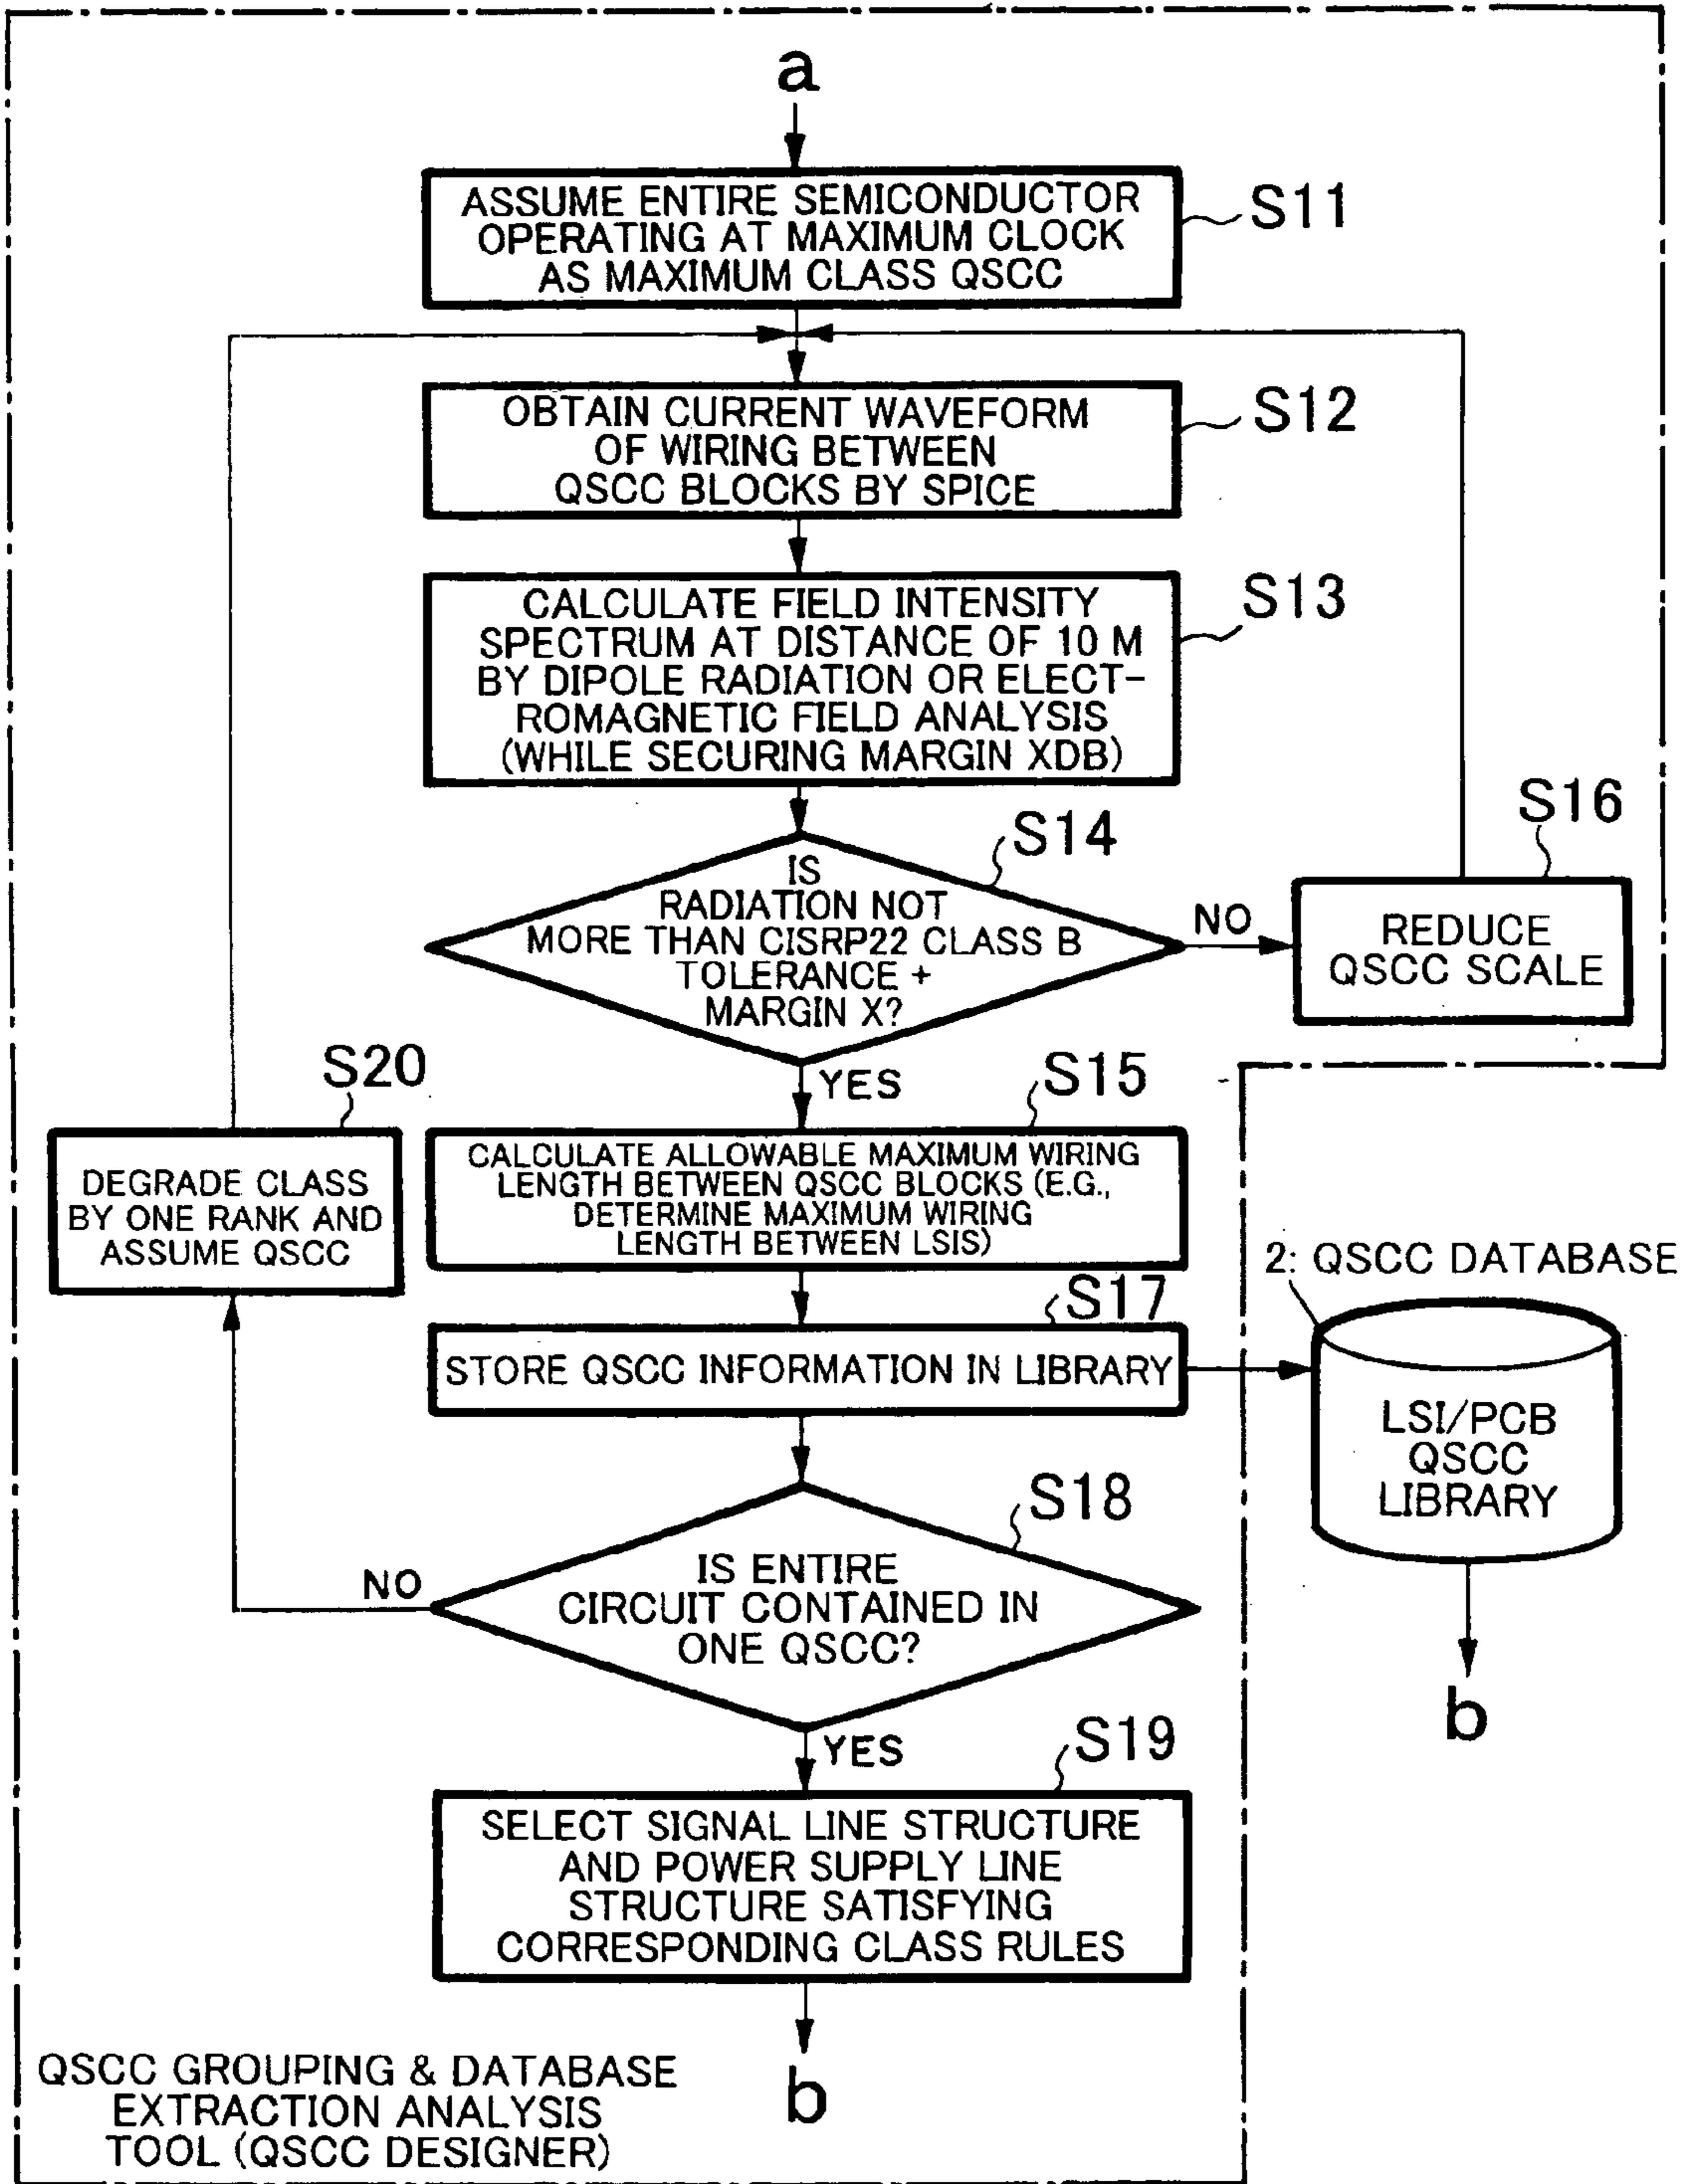 a
ASSUME ENTIRE SEMICONDUCTOR
OPERATING AT MAXIMUM CLOCK
AS MAXIMUM CLASS QSCC
S11
OBTAIN CURRENT WAVEFORM
OF WIRING BETWEEN
QSCC BLOCKS BY SPICE
S12
CALCULATE FIELD INTENSITY
SPECTRUM AT DISTANCE OF 10 M
BY DIPOLE RADIATION OR ELECT-
ROMAGNETIC FIELD ANALYSIS
(WHILE SECURING MARGIN XDB)
S13
S14
IS
RADIATION NOT
MORE THAN CISRP22 CLASS B
TOLERANCE +
MARGIN X?
NO
S16
REDUCE
QSCC SCALE
YES
S20
DEGRADE CLASS
BY ONE RANK AND
ASSUME QSCC
S15
CALCULATE ALLOWABLE MAXIMUM WIRING
LENGTH BETWEEN QSCC BLOCKS (E.G.,
DETERMINE MAXIMUM WIRING
LENGTH BETWEEN LSIS)
S17
STORE QSCC INFORMATION IN LIBRARY
2: QSCC DATABASE
LSI/PCB
QSCC
LIBRARY
b
S18
IS ENTIRE
CIRCUIT CONTAINED IN
ONE QSCC?
NO
YES
S19
SELECT SIGNAL LINE STRUCTURE
AND POWER SUPPLY LINE
STRUCTURE SATISFYING
CORRESPONDING CLASS RULES
b
QSCC GROUPING & DATABASE
EXTRACTION ANALYSIS
TOOL (QSCC DESIGNER)